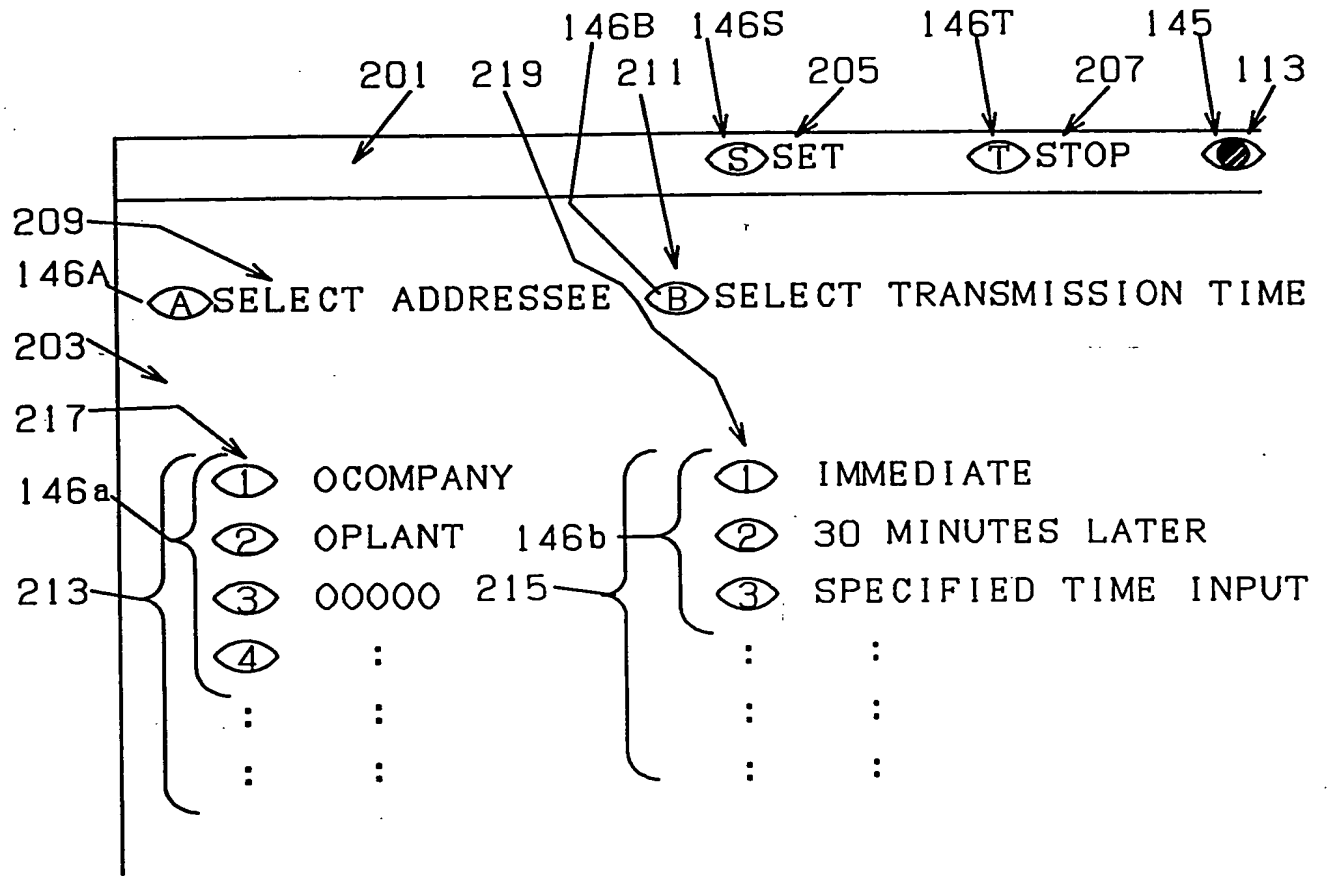 146B 146S 146T 145
201 219 211 205 207 113
S SET T STOP
209
146A A SELECT ADDRESSEE B SELECT TRANSMISSION TIME
203
217
1 OCOMPANY 1 IMMEDIATE
146a 2 OPLANT 146b 2 30 MINUTES LATER
213 3 OOOOO 215 3 SPECIFIED TIME INPUT
4 : : :
: : : :
: : : :